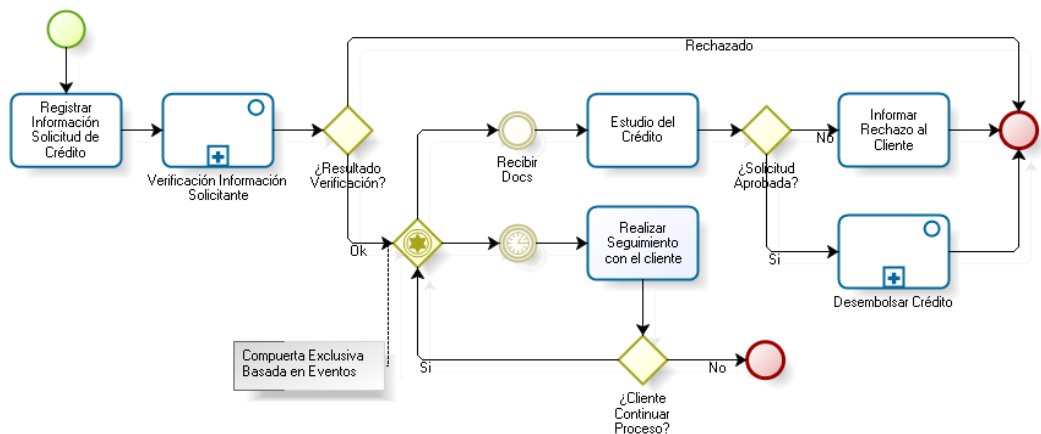 Rechazado
Registrar
Información
Solicitud de
Crédito
Verificación Información
Solicitante
¿Resultado
Verificación?
Ok
Recibir
Docs
Estudio del
Crédito
¿Solicitud
Aprobada?
No
Si
Informar
Rechazo al
Cliente
Desembolsar Crédito
Realizar
Seguimiento
con el cliente
Compuerta Exclusiva
Basada en Eventos
Si
No
¿Cliente
Continuar
Proceso?